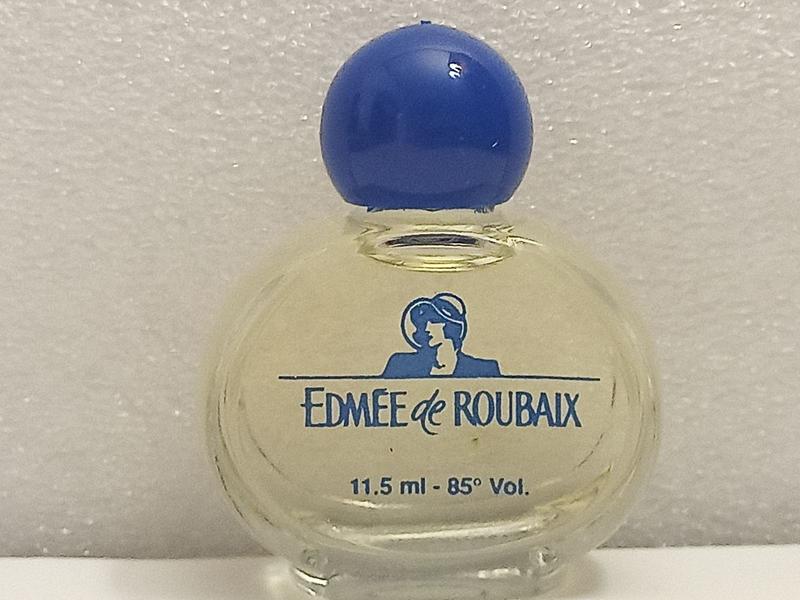 EDMÉE de ROUBAIX
11.5 ml - 85° Vol.